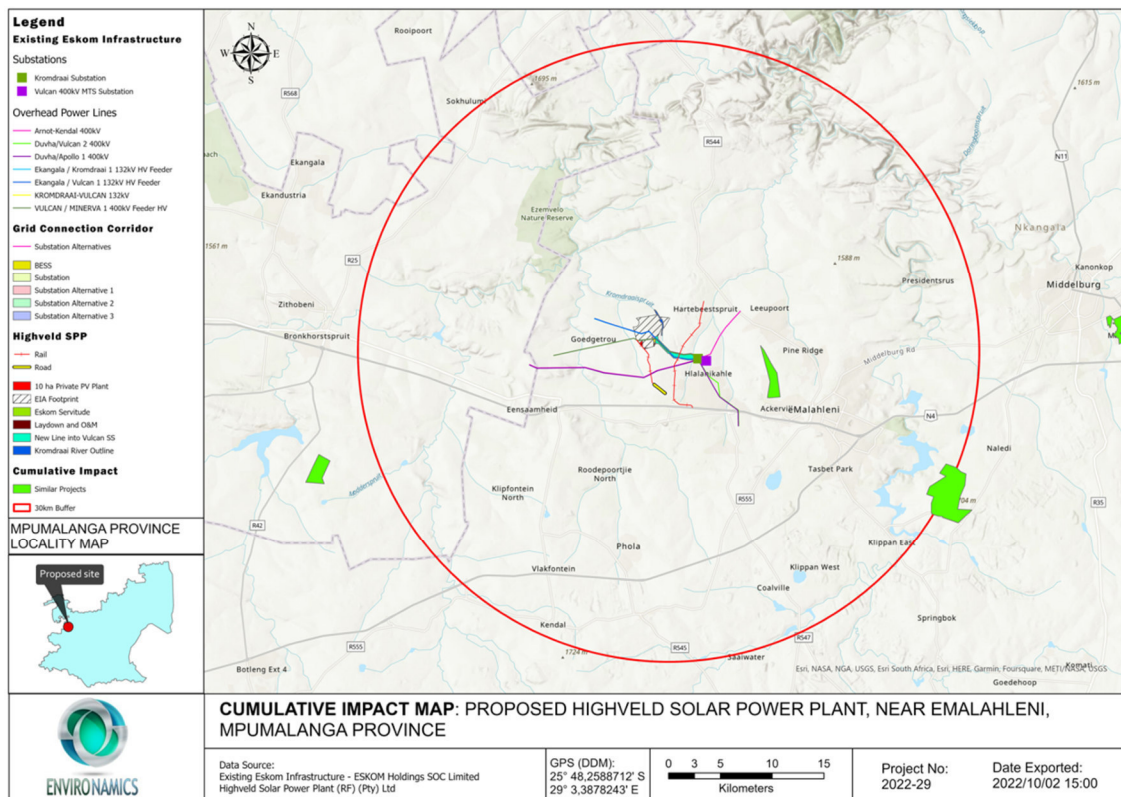 Legend
Existing Eskom Infrastructure
Substations
Kromdraai Substation
Vulcan 400kV MTS Substation
Overhead Power Lines
Arnot-Kendal 400kV
Duvha/Vulcan 2 400kV
Duvha/Apollo 1 400kV
Ekangala / Kromdraai 1 132kV HV Feeder
Ekangala / Vulcan 1 132kV HV Feeder
KROMDRAAI-VULCAN 132kV
VULCAN / MINERVA 1 400kV Feeder HV
Grid Connection Corridor
Substation Alternatives
BESS
Substation
Substation Alternative 1
Substation Alternative 2
Substation Alternative 3
Highveld SPP
Rail
Road
10 ha Private PV Plant
EIA Footprint
Eskom Servitude
Laydown and O&M
New Line into Vulcan SS
Kromdraai River Outline
Cumulative Impact
Similar Projects
30km Buffer
MPUMALANGA PROVINCE
LOCALITY MAP
Proposed site
ENVIRONAMICS
N
W E
S
Rooipoort
1695 m
1615 m
R568
Sokhulumi
R544
N11
Ekangala
Ekandustria
Ezemvelo
Nature Reserve
Nkangala
1561 m
R25
1588 m
Kanonkop
Presidentsrus
Middelburg
Zithobeni
Kromdraaispruit
Hartebeestspruit
Leeupoort
Bronkhorstspruit
Goedgetrou
Pine Ridge
Middelburg Rd
Hlalanikahle
Eensaamheid
Ackerville
eMalahleni
N4
Naledi
Roodepoortjie
North
Tasbet Park
Klipfontein
North
R555
04 m
R35
R42
Phola
Klippan East
Vlakfontein
Klippan West
Coalville
Kendal
Springbok
R547
R555
R545
1724 m
Saaiwater
Botleng Ext 4
Komati
Goedehoop
Esri, NASA, NGA, USGS, Esri South Africa, Esri, HERE, Garmin, Foursquare, METI/NASA, USGS
CUMULATIVE IMPACT MAP: PROPOSED HIGHVELD SOLAR POWER PLANT, NEAR EMALAHLENI,
MPUMALANGA PROVINCE
Data Source:
Existing Eskom Infrastructure - ESKOM Holdings SOC Limited
Highveld Solar Power Plant (RF) (Pty) Ltd
GPS (DDM):
25° 48,2588712' S
29° 3,3878243' E
0 3 5 10 15
Kilometers
Project No:
2022-29
Date Exported:
2022/10/02 15:00